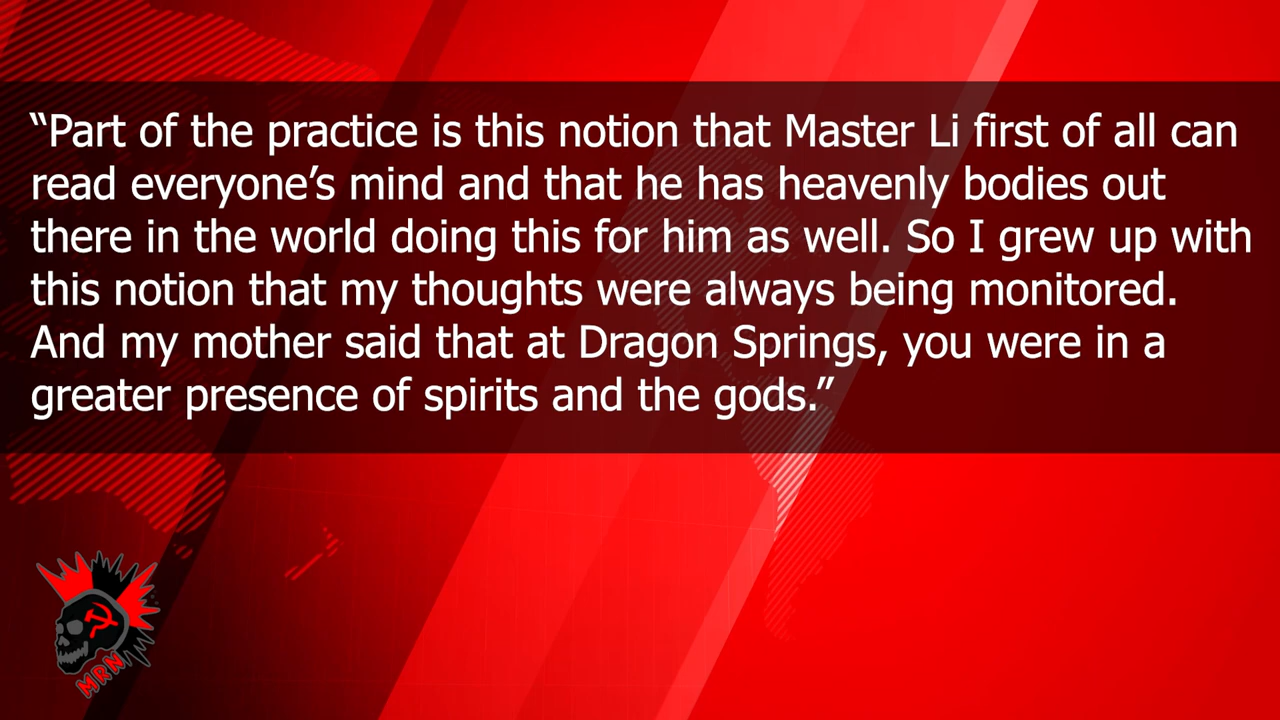 “Part of the practice is this notion that Master Li first of all can
read everyone’s mind and that he has heavenly bodies out
there in the world doing this for him as well. So I grew up with
this notion that my thoughts were always being monitored.
And my mother said that at Dragon Springs, you were in a
greater presence of spirits and the gods.”
MRN